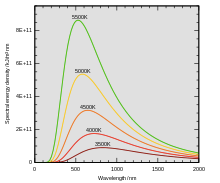 Spectral energy density / kJ/m³ nm
8E+11
6E+11
4E+11
2E+11
0
5500K
5000K
4500K
4000K
3500K
0
500
1000
1500
2000
Wavelength / nm